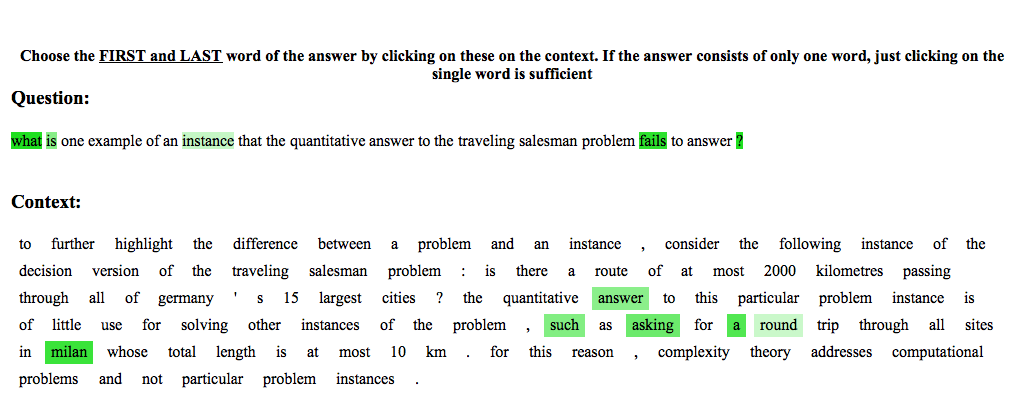 Choose the FIRST and LAST word of the answer by clicking on these on the context. If the answer consists of only one word, just clicking on the
single word is sufficient
Question:
what is one example of an instance that the quantitative answer to the traveling salesman problem fails to answer ?
Context:
to further highlight the difference between a problem and an instance , consider the following instance of the
decision version of the traveling salesman problem : is there a route of at most 2000 kilometres passing
through all of germany ' s 15 largest cities ? the quantitative answer to this particular problem instance is
of little use for solving other instances of the problem , such as asking for a round trip through all sites
in milan whose total length is at most 10 km . for this reason , complexity theory addresses computational
problems and not particular problem instances .